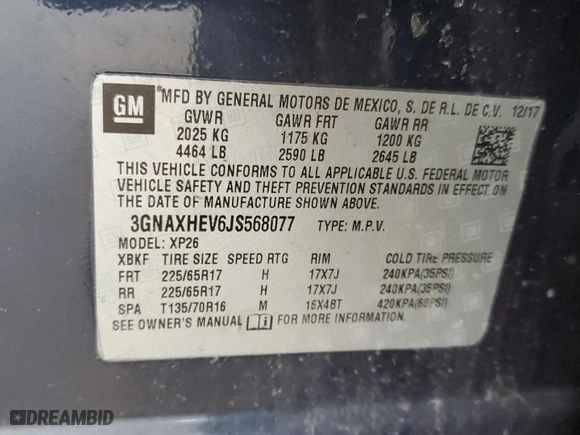 GM
*MFD BY GENERAL MOTORS DE MEXICO, S. DE R.L. DE C.V. 12/17
GVWR GAWR FRT GAWR RR
2025 KG 1175 KG 1200 KG
4464 LB 2590 LB 2645 LB
THIS VEHICLE CONFORMS TO ALL APPLICABLE U.S. FEDERAL MOTOR
VEHICLE SAFETY AND THEFT PREVENTION STANDARDS IN EFFECT ON
THE DATE OF MANUFACTURE SHOWN ABOVE.
3GNAXHEV6JS568077 TYPE: M.P.V.
MODEL: XP26
XBKF TIRE SIZE SPEED RTG RIM COLD TIRE PRESSURE
FRT 225/65R17 H 17X7J 240KPA(35PSI)
RR 225/65R17 H 17X7J 240KPA(35PSI)
SPA T135/70R16 M 16X4BT 420KPA(60PSI)
SEE OWNER'S MANUAL FOR MORE INFORMATION.
DREAMBID